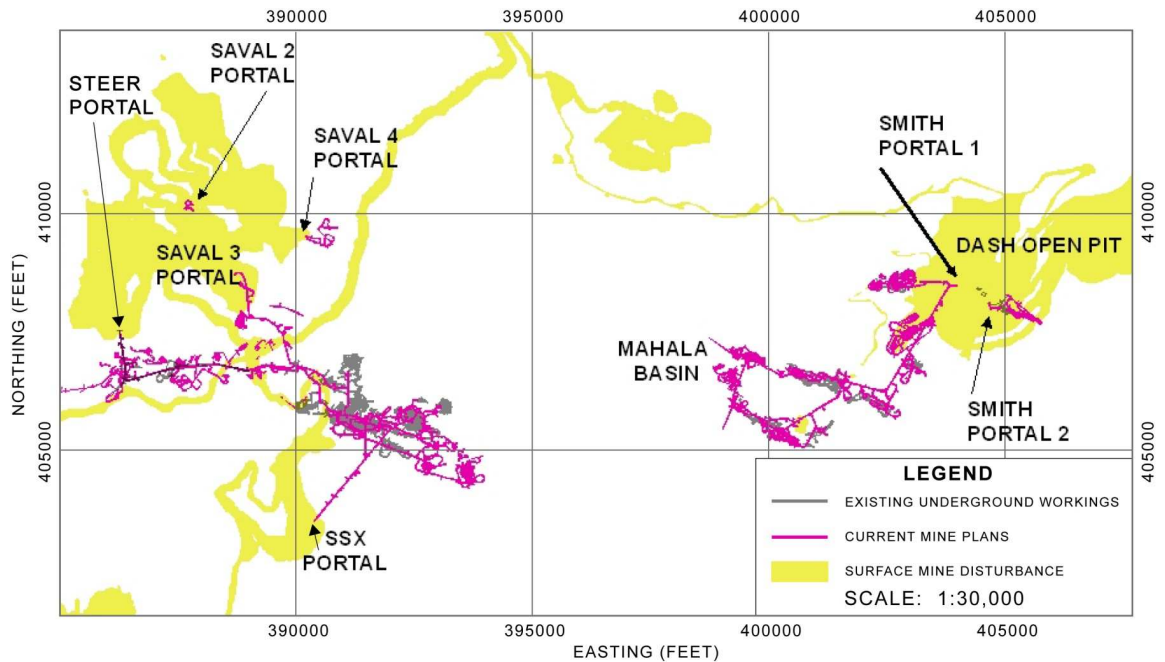 390000
395000
400000
405000
SAVAL 2
PORTAL
STEER
PORTAL
SAVAL 4
PORTAL
SMITH
PORTAL 1
410000
410000
SAVAL 3
PORTAL
DASH OPEN PIT
NORTHING (FEET)
MAHALA
BASIN
SMITH
PORTAL 2
405000
405000
SSX
PORTAL
LEGEND
EXISTING UNDERGROUND WORKINGS
CURRENT MINE PLANS
SURFACE MINE DISTURBANCE
SCALE: 1:30,000
390000
395000
400000
405000
EASTING (FEET)